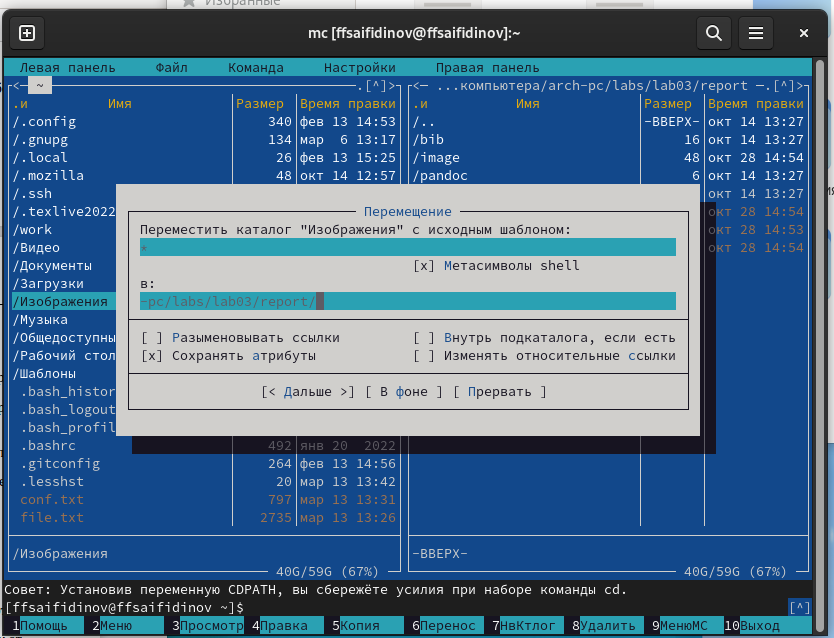 Избранные
mc [ffsaifidinov@ffsaifidinov]:~
Левая панель Файл Команда Настройки Правая панель
<─ ~ .[^]>
<─ ...компьютера/arch-pc/labs/lab03/report ─.[^]>
.и Имя Размер Время правки .и Имя Размер Время правки
/.config 340 фев 13 14:53 /.. -ВВЕРХ- окт 14 13:27
/.gnupg 134 мар 6 13:17 /bib 16 окт 14 13:27
/.local 26 фев 13 15:25 /image 48 окт 28 14:54
/.mozilla 48 окт 14 12:57 /pandoc 6 окт 14 13:27
/.ssh окт 14 13:27
/.texlive2022 окт 28 14:54
/work окт 28 14:53
/Видео окт 28 14:54
/Документы
/Загрузки
/Изображения
/Музыка
/Общедоступны
/Рабочий стол
/Шаблоны
.bash_histor
.bash_logout
.bash_profil
.bashrc 492 янв 20 2022
.gitconfig 264 фев 13 14:56
.lesshst 20 мар 13 13:42
conf.txt 797 мар 13 13:31
file.txt 2735 мар 13 13:26
Перемещение
Переместить каталог "Изображения" с исходным шаблоном:
*
[x] Метасимволы shell
в:
-pc/labs/lab03/report/
[ ] Разыменовывать ссылки [ ] Внутрь подкаталога, если есть
[x] Сохранять атрибуты [ ] Изменять относительные ссылки
[< Дальше >] [ В фоне ] [ Прервать ]
/Изображения -ВВЕРХ-
40G/59G (67%) 40G/59G (67%)
Совет: Установив переменную CDPATH, вы сбережёте усилия при наборе команды cd.
[ffsaifidinov@ffsaifidinov ~]$ [^]
1Помощь 2Меню 3Просмотр 4Правка 5Копия 6Перенос 7НвКтлог 8Удалить 9МенюMC 10Выход